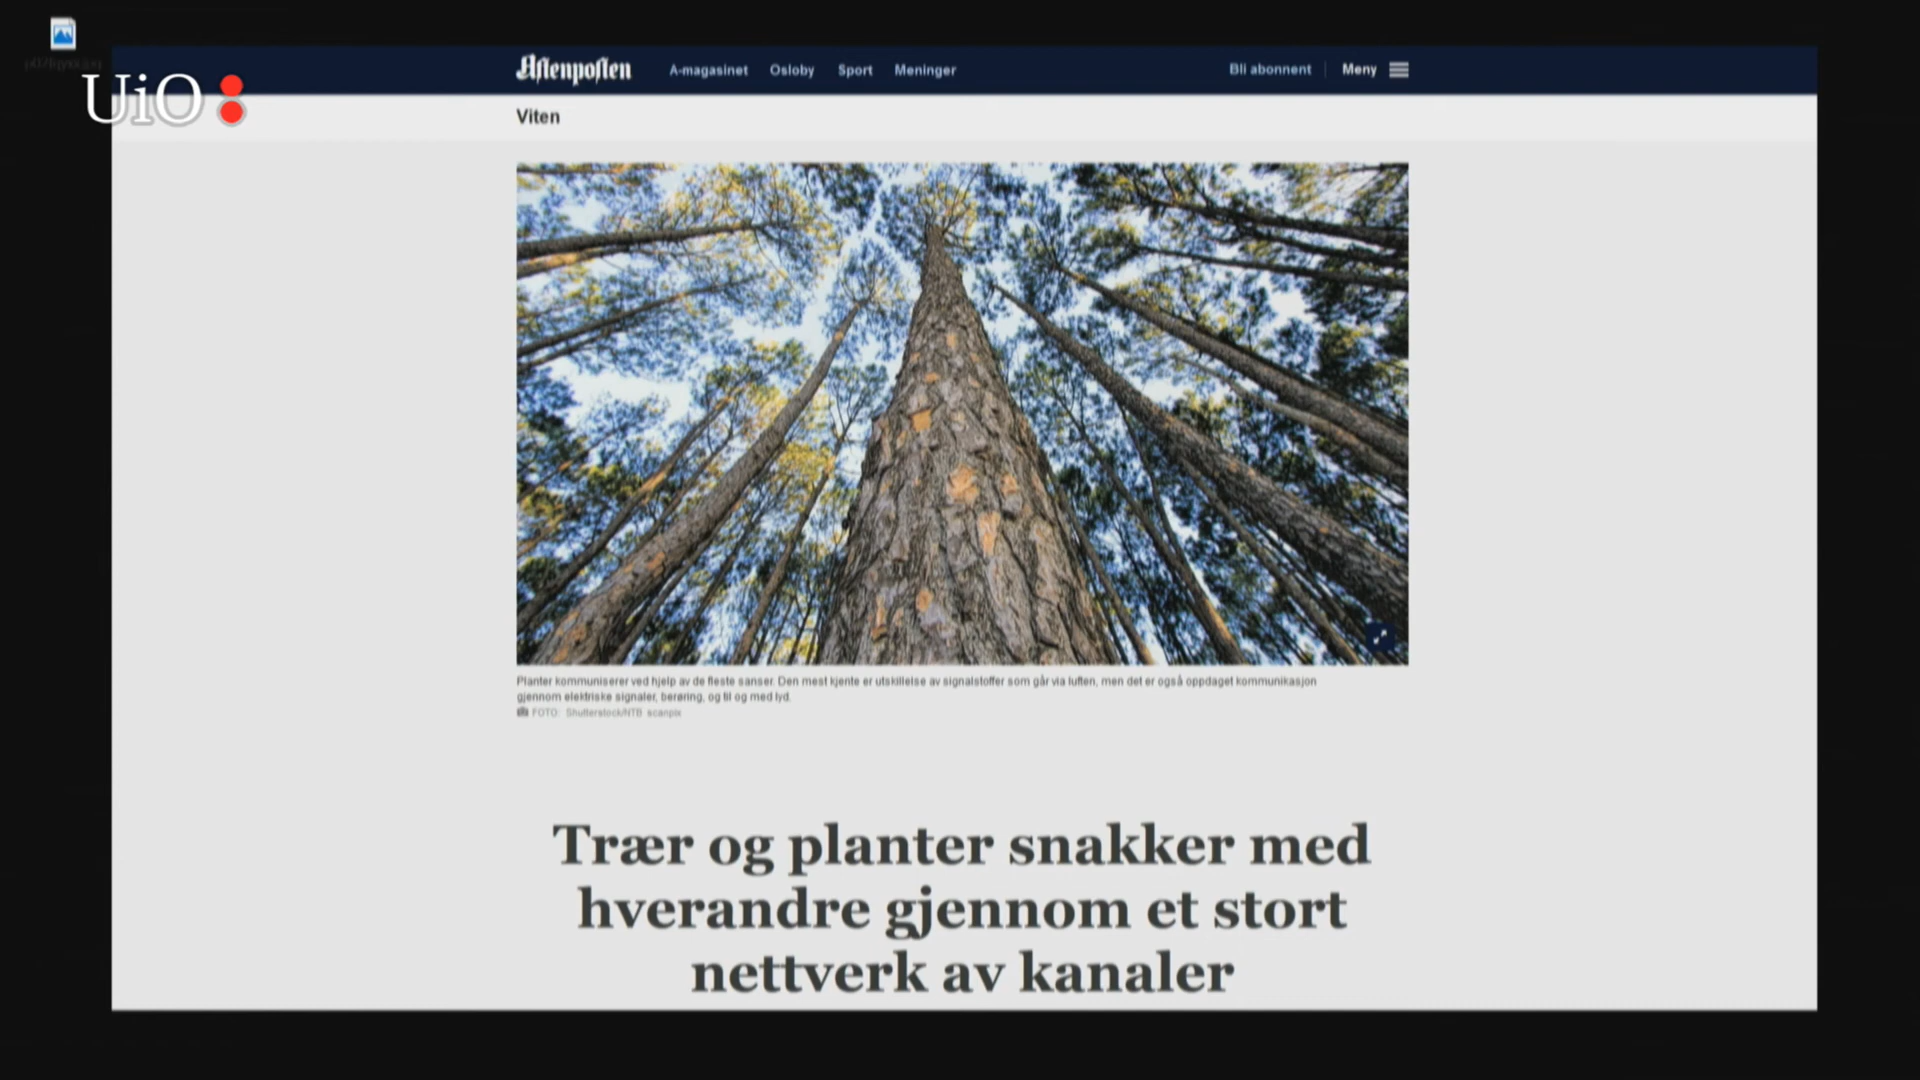 UiO
Aftenposten A-magasinet Osloby Sport Meninger Bli abonnent Meny
Viten
Planter kommuniserer ved hjelp av de fleste sanser. Den mest kjente er utskillelse av signalstoffer som går via luften, men det er også oppdaget kommunikasjon
gjennom elektriske signaler, berøring, og til og med lyd.
FOTO: Shutterstock/NTB scanpix
Trær og planter snakker med
hverandre gjennom et stort
nettverk av kanaler